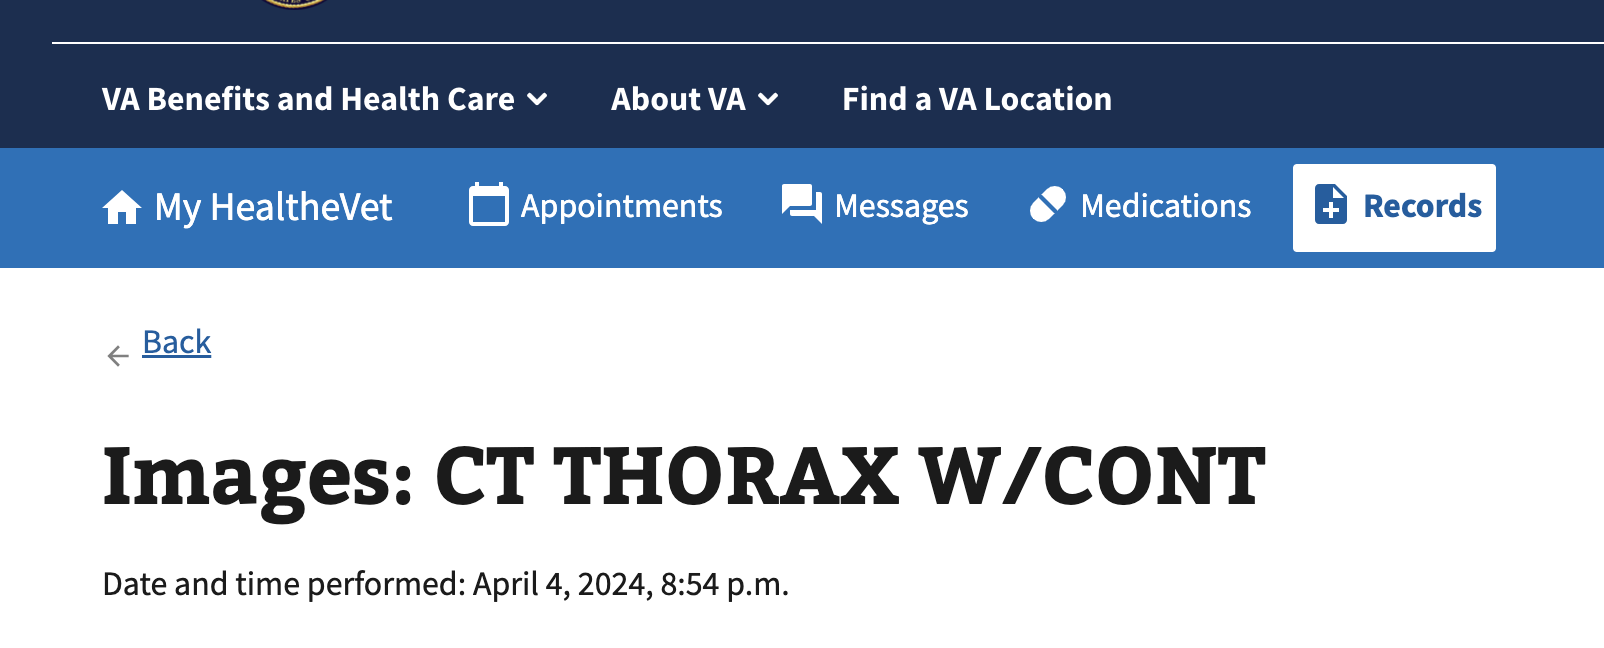 VA Benefits and Health Care About VA Find a VA Location
My HealtheVet Appointments Messages Medications Records
Back
Images: CT THORAX W/CONT
Date and time performed: April 4, 2024, 8:54 p.m.